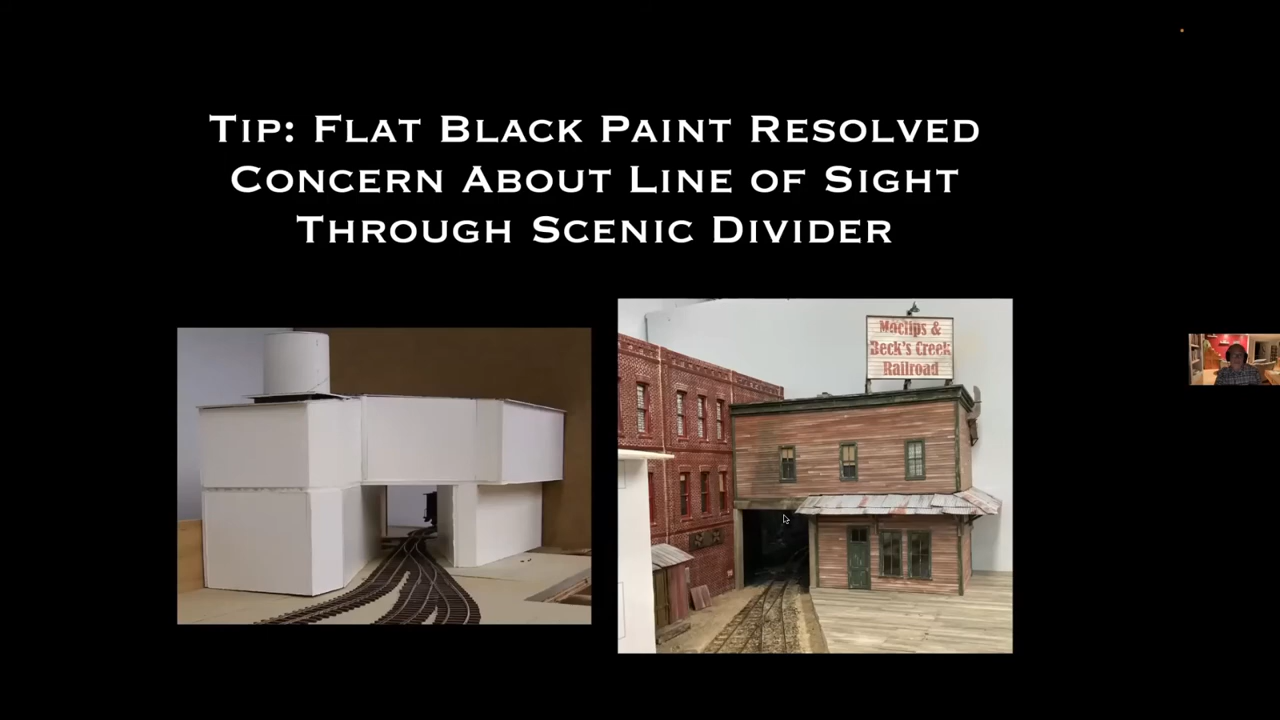 Tip: Flat Black Paint Resolved
Concern About Line of Sight
Through Scenic Divider
Moclips &
Beck's Creek
Railroad